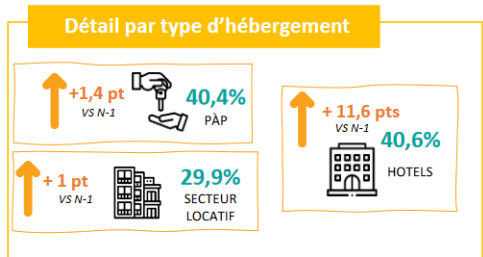 Détail par type d’hébergement
+1,4 pt
VS N-1
40,4%
PÀP
+ 1 pt
VS N-1
29,9%
SECTEUR
LOCATIF
+ 11,6 pts
VS N-1
40,6%
HOTELS